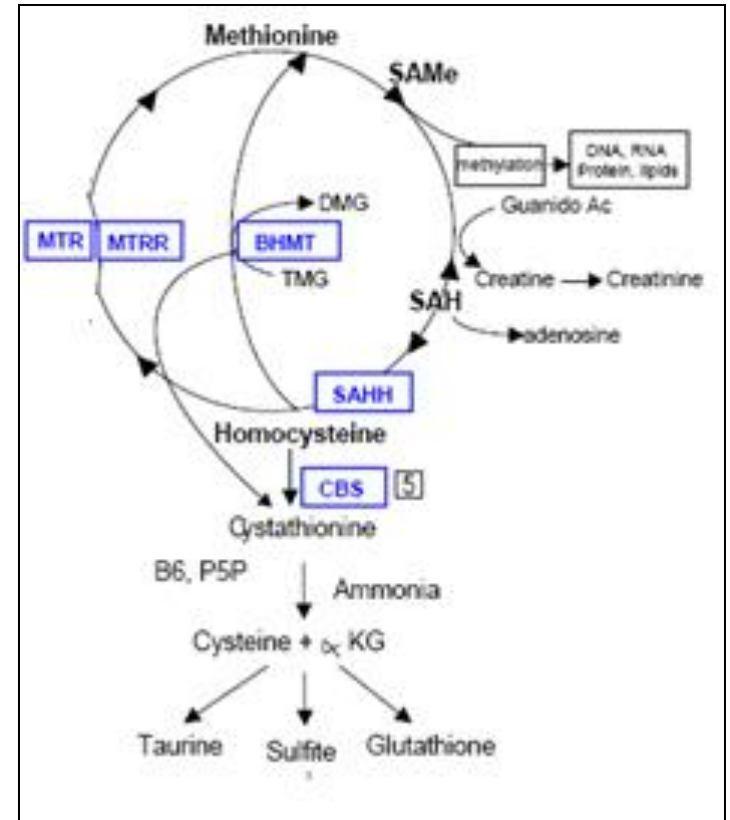 Methionine
SAMe
methylation
DNA, RNA
Protein, lipids
DMG
Guanido Ac
MTR
MTRR
BHMT
TMG
Creatine
Creatinine
SAH
adenosine
SAHH
Homocysteine
CBS
5
Cystathionine
B6, P5P
Ammonia
Cysteine + ∝ KG
Taurine
Sulfite
Glutathione